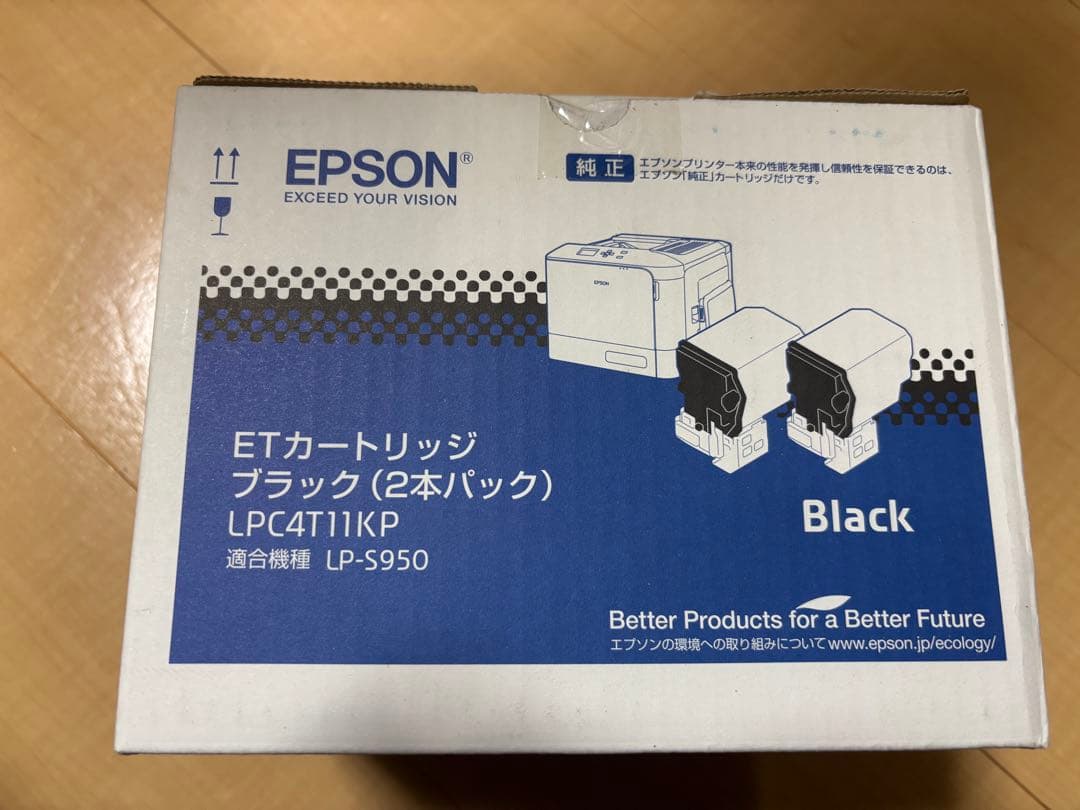 EPSON®
EXCEED YOUR VISION
純正
エプソンプリンター本来の性能を発揮し信頼性を保証できるのは、
エプソン「純正」カートリッジだけです。
EPSON
ETカートリッジ
ブラック(2本パック)
LPC4T11KP
適合機種 LP-S950
Black
Better Products for a Better Future
エプソンの環境への取り組みについて www.epson.jp/ecology/